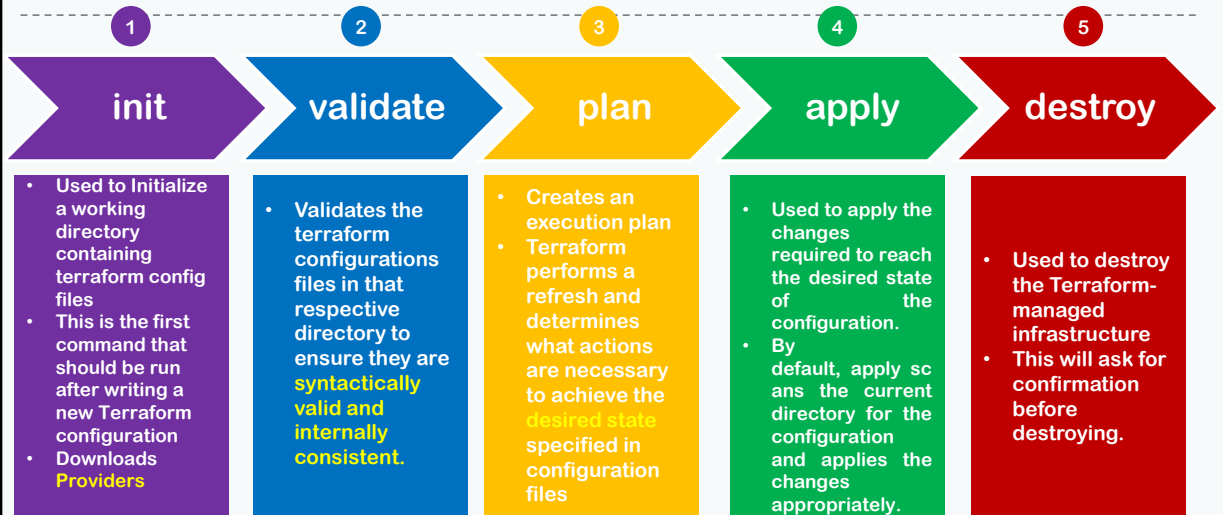 1
2
3
4
5
init
validate
plan
apply
destroy
• Used to Initialize
a working
directory
containing
terraform config
files
• This is the first
command that
should be run
after writing a
new Terraform
configuration
• Downloads
Providers
• Validates the
terraform
configurations
files in that
respective
directory to
ensure they are
syntactically
valid and
internally
consistent.
• Creates an
execution plan
• Terraform
performs a
refresh and
determines
what actions
are necessary
to achieve the
desired state
specified in
configuration
files
• Used to apply the
changes
required to reach
the desired state
of the
configuration.
• By
default, apply sc
ans the current
directory for the
configuration
and applies the
changes
appropriately.
• Used to destroy
the Terraform-
managed
infrastructure
• This will ask for
confirmation
before
destroying.